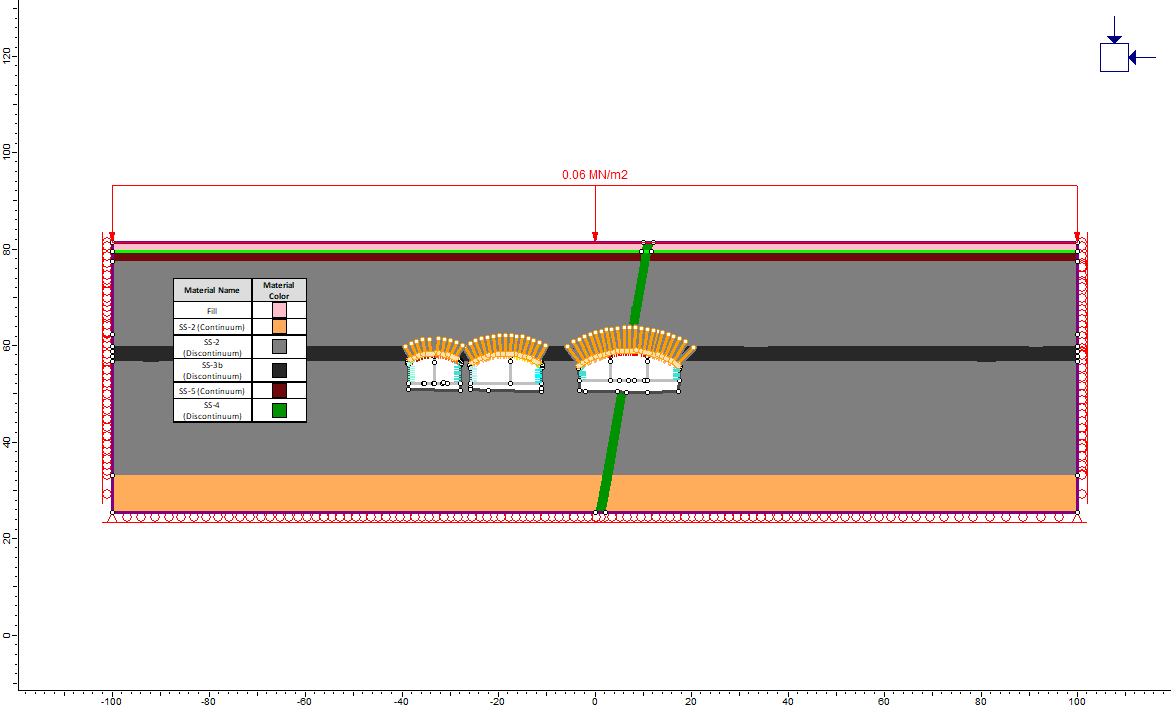 120
100
80
60
40
20
0
0.06 MN/m2
Material Name Material Color
Fill
SS-2 (Continuum)
SS-2
(Discontinuum)
SS-3b
(Discontinuum)
SS-5 (Continuum)
SS-4
(Discontinuum)
-100 -80 -60 -40 -20 0 20 40 60 80 100